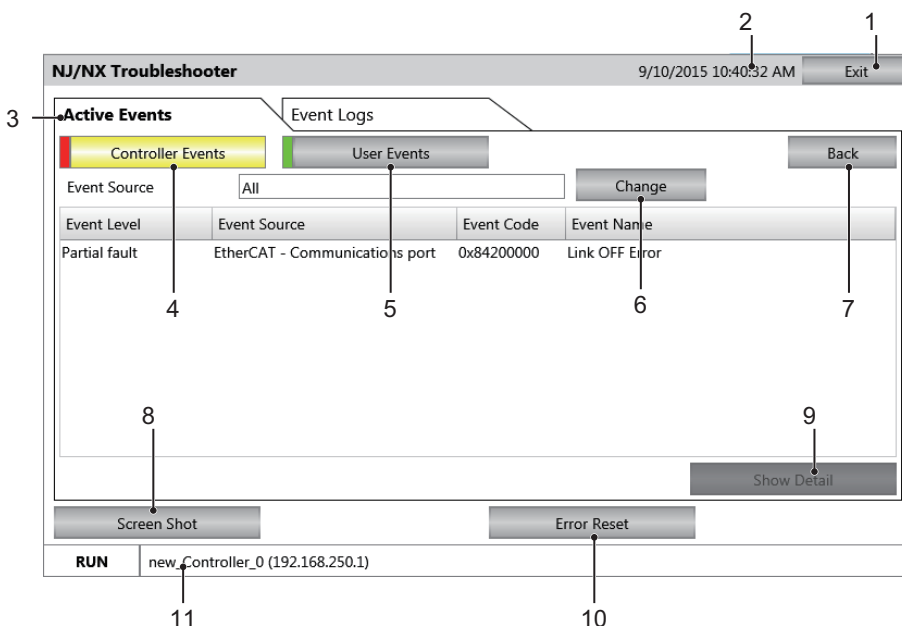 2 1
NJ/NX Troubleshooter 9/10/2015 10:40:32 AM Exit
3 Active Events Event Logs
Controller Events User Events Back
Event Source All Change
Event Level Event Source Event Code Event Name
Partial fault EtherCAT - Communications port 0x84200000 Link OFF Error
4 5 6 7
8 9
Show Detail
Screen Shot Error Reset
RUN new_Controller_0 (192.168.250.1)
11 10